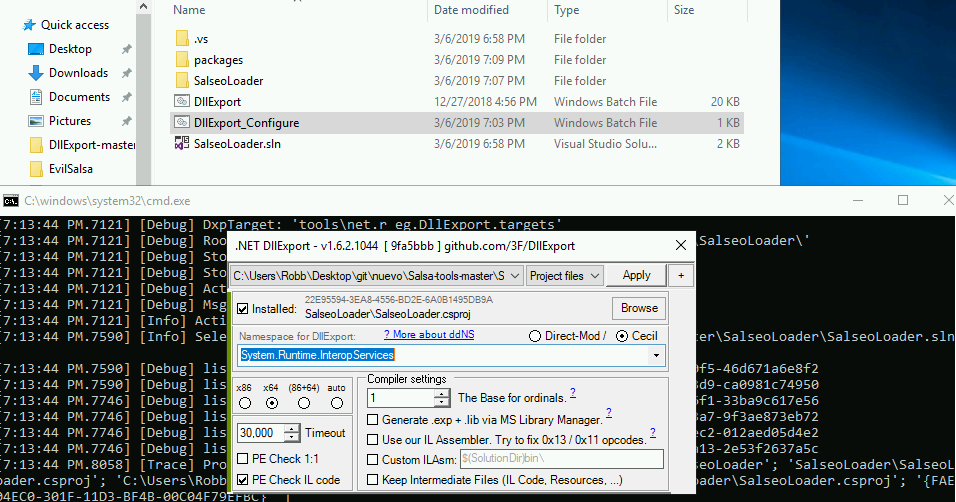 Name Date modified Type Size
Quick access
Desktop
Downloads
Documents
Pictures
DllExport-master
EvilSalsa
.vs 3/6/2019 6:58 PM File folder
packages 3/6/2019 7:09 PM File folder
SalseoLoader 3/6/2019 7:07 PM File folder
DllExport 12/27/2018 4:56 PM Windows Batch File 20 KB
DllExport_Configure 3/6/2019 7:03 PM Windows Batch File 1 KB
SalseoLoader.sln 3/6/2019 6:58 PM Visual Studio Solu... 2 KB
C:\windows\system32\cmd.exe
[7:13:44 PM.7121] [Debug] DxpTarget: 'tools\net.r eg.DllExport.targets'
[7:13:44 PM.7121] [Debug] Roo \SalseoLoader\'
[7:13:44 PM.7121] [Debug] Sto
[7:13:44 PM.7121] [Debug] Sto
[7:13:44 PM.7121] [Debug] Act
[7:13:44 PM.7121] [Debug] Msg
[7:13:44 PM.7121] [Info] Acti
[7:13:44 PM.7590] [Info] Sele er\SalseoLoader\SalseoLoader.sln
[7:13:44 PM.7590] [Debug] lis 0f5-46d671a6e8f2
[7:13:44 PM.7590] [Debug] lis 8d9-ca0981c74950
[7:13:44 PM.7746] [Debug] lis 6f1-33ba9c617e56
[7:13:44 PM.7746] [Debug] lis 8a7-9f3ae873eb72
[7:13:44 PM.7746] [Debug] lis ec2-012aed05d4e2
[7:13:44 PM.7746] [Debug] lis a13-2e53f2637a5c
[7:13:44 PM.8058] [Trace] Pro seoLoader'; 'SalseoLoader\SalseoL
oader.csproj'; 'C:\Users\Robb oader\SalseoLoader.csproj'; '{FAE
04EC0-301F-11D3-BF4B-00C04F79EFBC}
.NET DllExport - v1.6.2.1044 [ 9fa5bbb ] github.com/3F/DllExport
C:\Users\Robb\Desktop\git\nuevo\Salsa-tools-master\S Project files Apply +
Installed: 22E95594-3EA8-4556-BD2E-6A0B1495DB9A
SalseoLoader\SalseoLoader.csproj Browse
Namespace for DllExport: ? More about ddNS Direct-Mod / Cecil
System.Runtime.InteropServices
x86 x64 (86+64) auto
30,000 Timeout
PE Check 1:1
PE Check IL code
Compiler settings
1 The Base for ordinals. ?
Generate .exp + .lib via MS Library Manager. ?
Use our IL Assembler. Try to fix 0x13 / 0x11 opcodes. ?
Custom ILAsm: $(SolutionDir)bin\
Keep Intermediate Files (IL Code, Resources, ...)